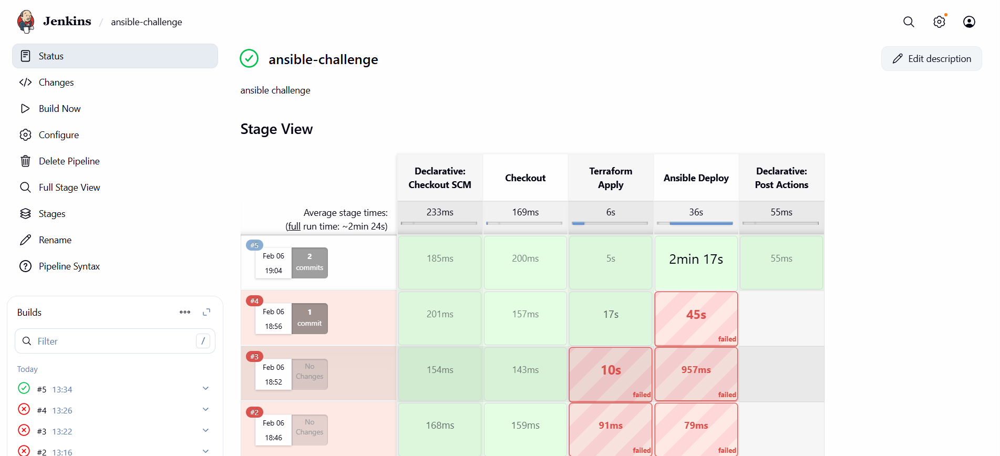 Jenkins / ansible-challenge
Status
Changes
Build Now
Configure
Delete Pipeline
Full Stage View
Stages
Rename
Pipeline Syntax
Builds
Filter
/
Today
#5 13:34
#4 13:26
#3 13:22
#2 13:16
ansible-challenge
Edit description
ansible challenge
Stage View
Declarative: Checkout SCM
Checkout
Terraform Apply
Ansible Deploy
Declarative: Post Actions
Average stage times:
(full run time: ~2min 24s)
233ms 169ms 6s 36s 55ms
#5
Feb 06
19:04
2
commits
185ms 200ms 5s 2min 17s 55ms
#4
Feb 06
18:56
1
commit
201ms 157ms 17s 45s
failed
#3
Feb 06
18:52
No
Changes
154ms 143ms 10s 957ms
failed failed
#2
Feb 06
18:46
No
Changes
168ms 159ms 91ms 79ms
failed failed